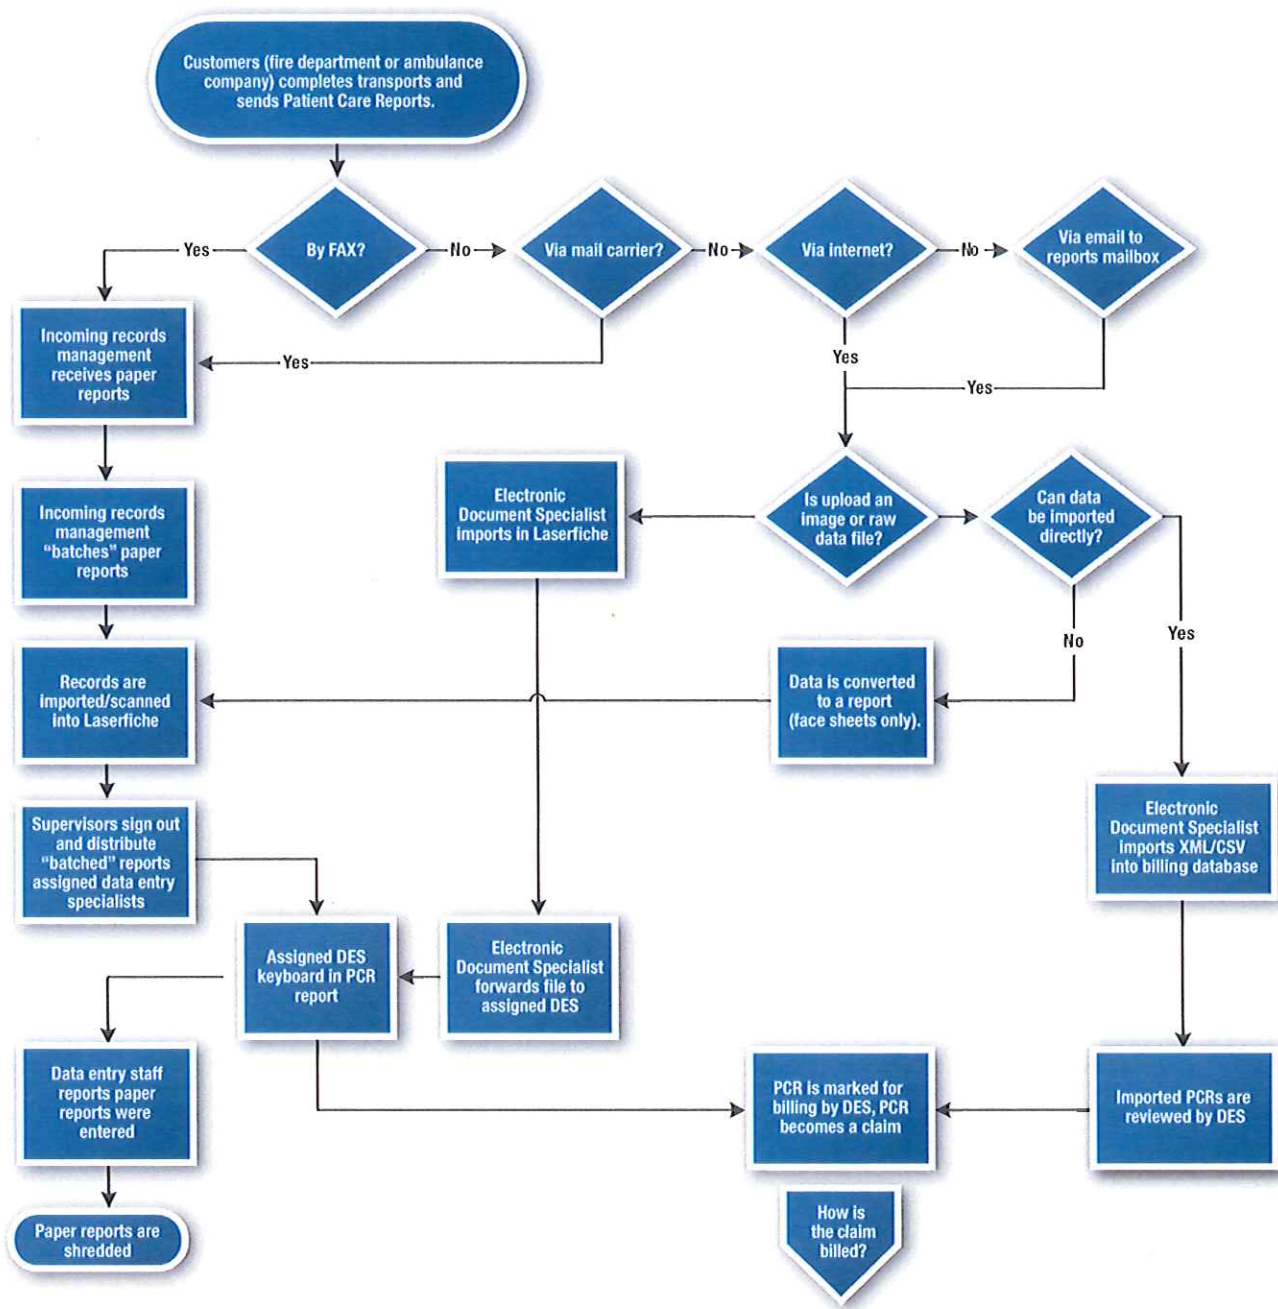 Customers (fire department or ambulance
company) completes transports and
sends Patient Care Reports.
By FAX?
Yes
No
Via mail carrier?
No
Via internet?
No
Via email to
reports mailbox
Yes
Yes
Yes
Incoming records
management
receives paper
reports
Incoming records
management
“batches” paper
reports
Electronic
Document Specialist
imports in Laserfiche
Is upload an
image or raw
data file?
Can data
be imported
directly?
No
Yes
Records are
imported/scanned
into Laserfiche
Data is converted
to a report
(face sheets only).
Supervisors sign out
and distribute
“batched” reports
assigned data entry
specialists
Electronic
Document Specialist
imports XML/CSV
into billing database
Assigned DES
keyboard in PCR
report
Electronic
Document Specialist
forwards file to
assigned DES
Data entry staff
reports paper
reports were
entered
PCR is marked for
billing by DES, PCR
becomes a claim
Imported PCRs are
reviewed by DES
Paper reports are
shredded
How is
the claim
billed?